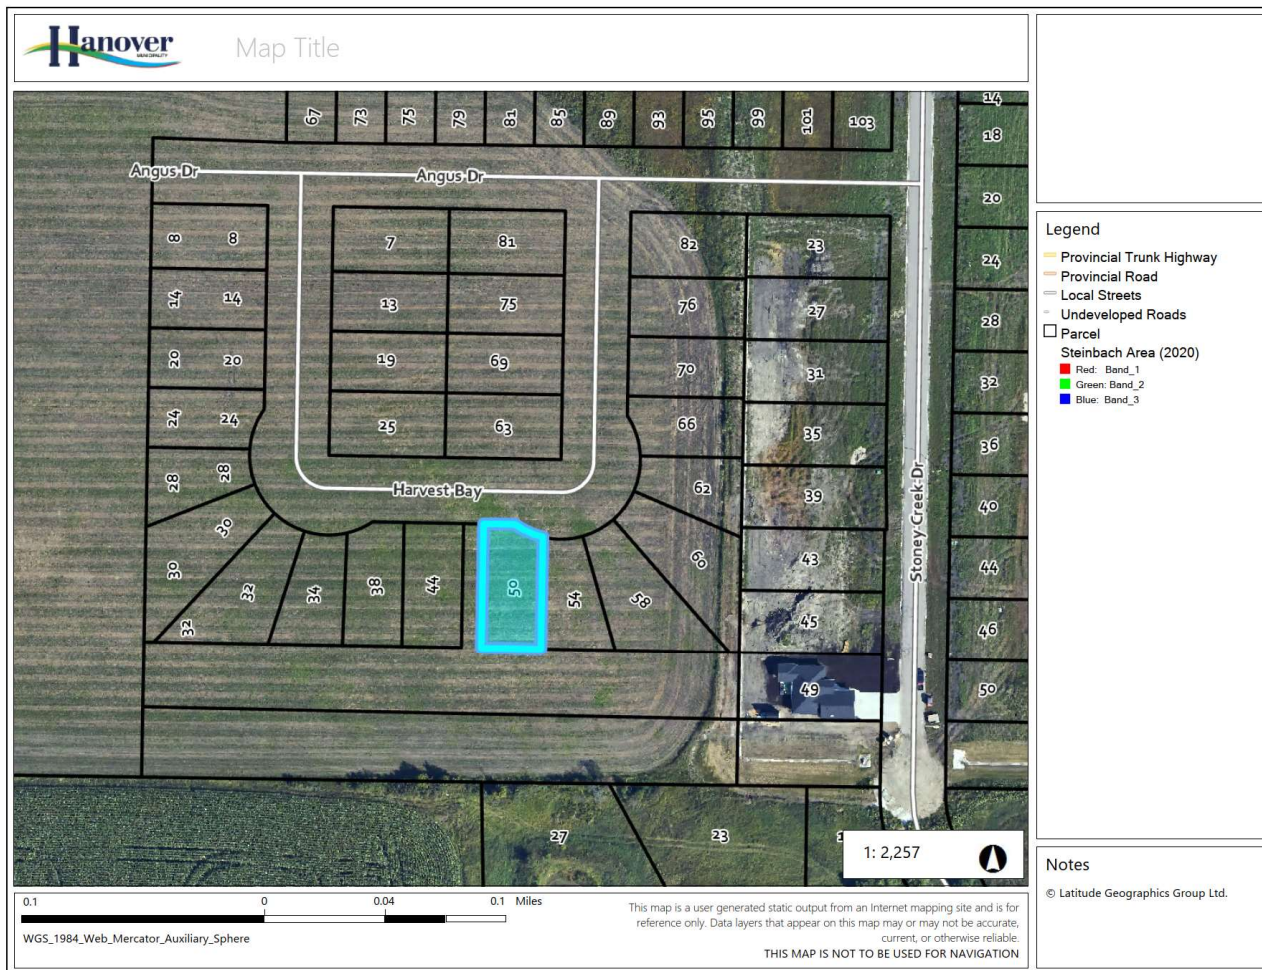 Hanover
MUNICIPALITY
Map Title
67 73 75 79 81 85 89 93 95 99 101 103
14
18
Angus Dr
Angus Dr
20
8 8 7 81 82 23
24
14 14 13 75 76 27
28
20 20 19 69 70 31
32
24 24 25 63 66 35
36
28 28 Harvest Bay 62 39
40
Stoney Creek Dr
30 30 32 34 38 44 50 54 58 60 43
44
32
45
46
49
50
27 23
1: 2,257
Legend
Provincial Trunk Highway
Provincial Road
Local Streets
Undeveloped Roads
Parcel
Steinbach Area (2020)
Red: Band_1
Green: Band_2
Blue: Band_3
Notes
© Latitude Geographics Group Ltd.
0.1 0 0.04 0.1 Miles
WGS_1984_Web_Mercator_Auxiliary_Sphere
This map is a user generated static output from an Internet mapping site and is for
reference only. Data layers that appear on this map may or may not be accurate,
current, or otherwise reliable.
THIS MAP IS NOT TO BE USED FOR NAVIGATION